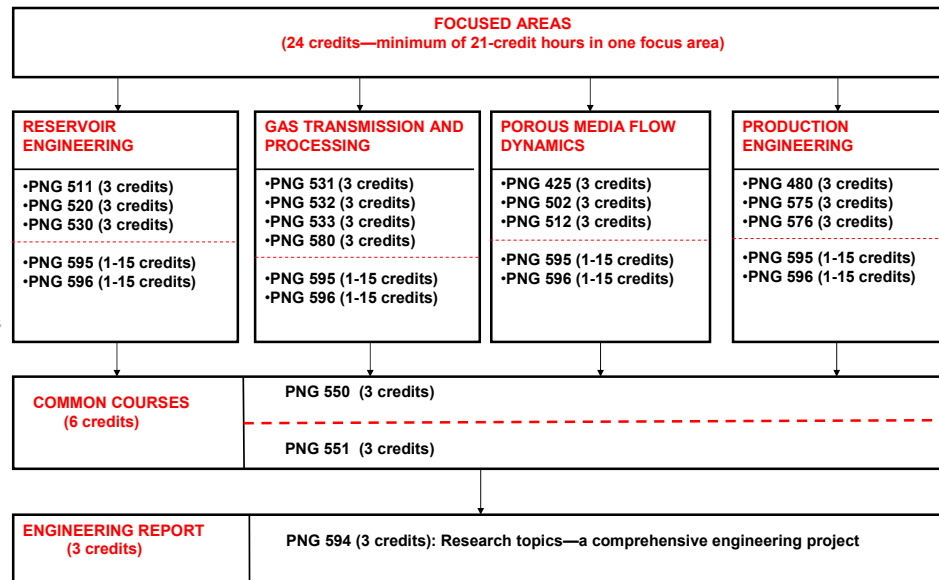 FOCUSED AREAS
(24 credits—minimum of 21-credit hours in one focus area)
RESERVOIR
ENGINEERING
•PNG 511 (3 credits)
•PNG 520 (3 credits)
•PNG 530 (3 credits)
•PNG 595 (1-15 credits)
•PNG 596 (1-15 credits)
GAS TRANSMISSION AND
PROCESSING
•PNG 531 (3 credits)
•PNG 532 (3 credits)
•PNG 533 (3 credits)
•PNG 580 (3 credits)
•PNG 595 (1-15 credits)
•PNG 596 (1-15 credits)
POROUS MEDIA FLOW
DYNAMICS
•PNG 425 (3 credits)
•PNG 502 (3 credits)
•PNG 512 (3 credits)
•PNG 595 (1-15 credits)
•PNG 596 (1-15 credits)
PRODUCTION
ENGINEERING
•PNG 480 (3 credits)
•PNG 575 (3 credits)
•PNG 576 (3 credits)
•PNG 595 (1-15 credits)
•PNG 596 (1-15 credits)
COMMON COURSES
(6 credits)
PNG 550 (3 credits)
PNG 551 (3 credits)
ENGINEERING REPORT
(3 credits)
PNG 594 (3 credits): Research topics—a comprehensive engineering project